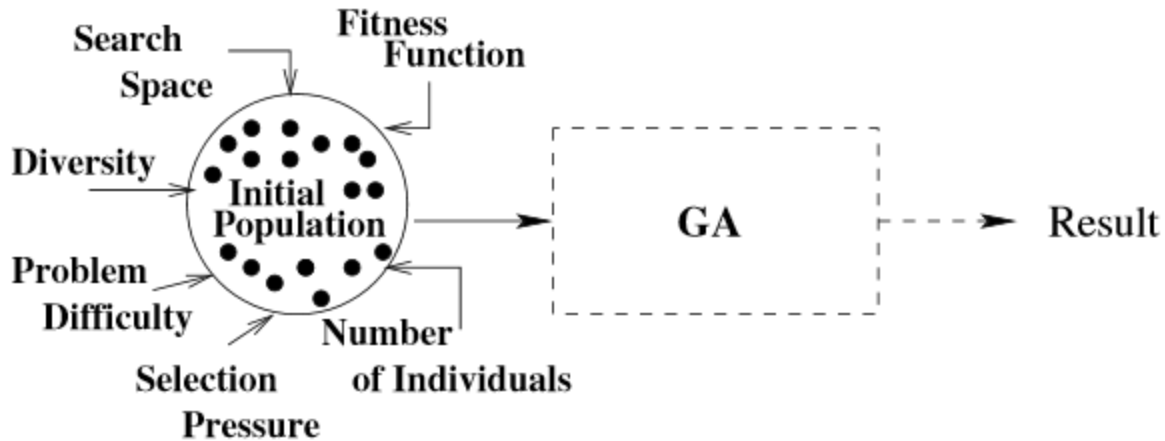 Search
Space
Fitness
Function
Diversity
Initial
Population
Problem
Difficulty
Selection
Pressure
Number
of Individuals
GA
Result